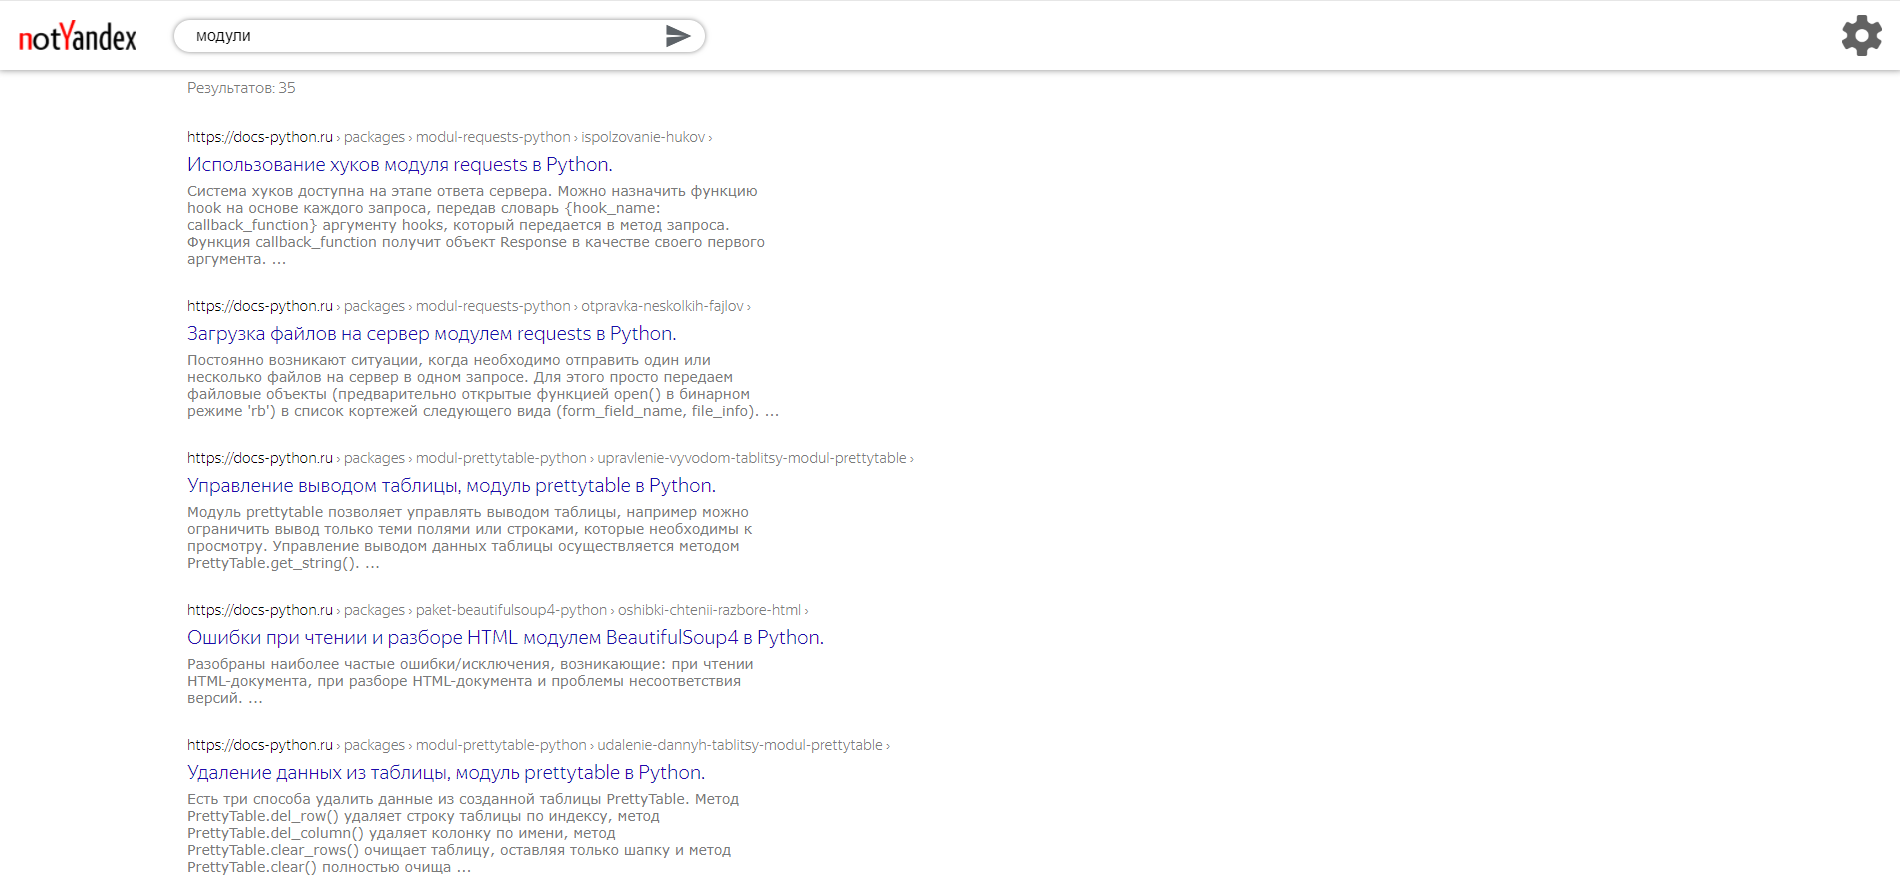 notYandex
модули
Результатов: 35
https://docs-python.ru › packages › modul-requests-python › ispolzovanie-hukov ›
Использование хуков модуля requests в Python.
Система хуков доступна на этапе ответа сервера. Можно назначить функцию
hook на основе каждого запроса, передав словарь {hook_name:
callback_function} аргументу hooks, который передается в метод запроса.
Функция callback_function получит объект Response в качестве своего первого
аргумента. ...
https://docs-python.ru › packages › modul-requests-python › otpravka-neskolkih-fajlov ›
Загрузка файлов на сервер модулем requests в Python.
Постоянно возникают ситуации, когда необходимо отправить один или
несколько файлов на сервер в одном запросе. Для этого просто передаем
файловые объекты (предварительно открытые функцией open() в бинарном
режиме 'rb') в список кортежей следующего вида (form_field_name, file_info). ...
https://docs-python.ru › packages › modul-prettytable-python › upravlenie-vyvodom-tablitsy-modul-prettytable ›
Управление выводом таблицы, модуль prettytable в Python.
Модуль prettytable позволяет управлять выводом таблицы, например можно
ограничить вывод только теми полями или строками, которые необходимы к
просмотру. Управление выводом данных таблицы осуществляется методом
PrettyTable.get_string(). ...
https://docs-python.ru › packages › paket-beautifulsoup4-python › oshibki-chtenii-razbore-html ›
Ошибки при чтении и разборе HTML модулем BeautifulSoup4 в Python.
Разобраны наиболее частые ошибки/исключения, возникающие: при чтении
HTML-документа, при разборе HTML-документа и проблемы несоответствия
версий. ...
https://docs-python.ru › packages › modul-prettytable-python › udalenie-dannyh-tablitsy-modul-prettytable ›
Удаление данных из таблицы, модуль prettytable в Python.
Есть три способа удалить данные из созданной таблицы PrettyTable. Метод
PrettyTable.del_row() удаляет строку таблицы по индексу, метод
PrettyTable.del_column() удаляет колонку по имени, метод
PrettyTable.clear_rows() очищает таблицу, оставляя только шапку и метод
PrettyTable.clear() полностью очища ...